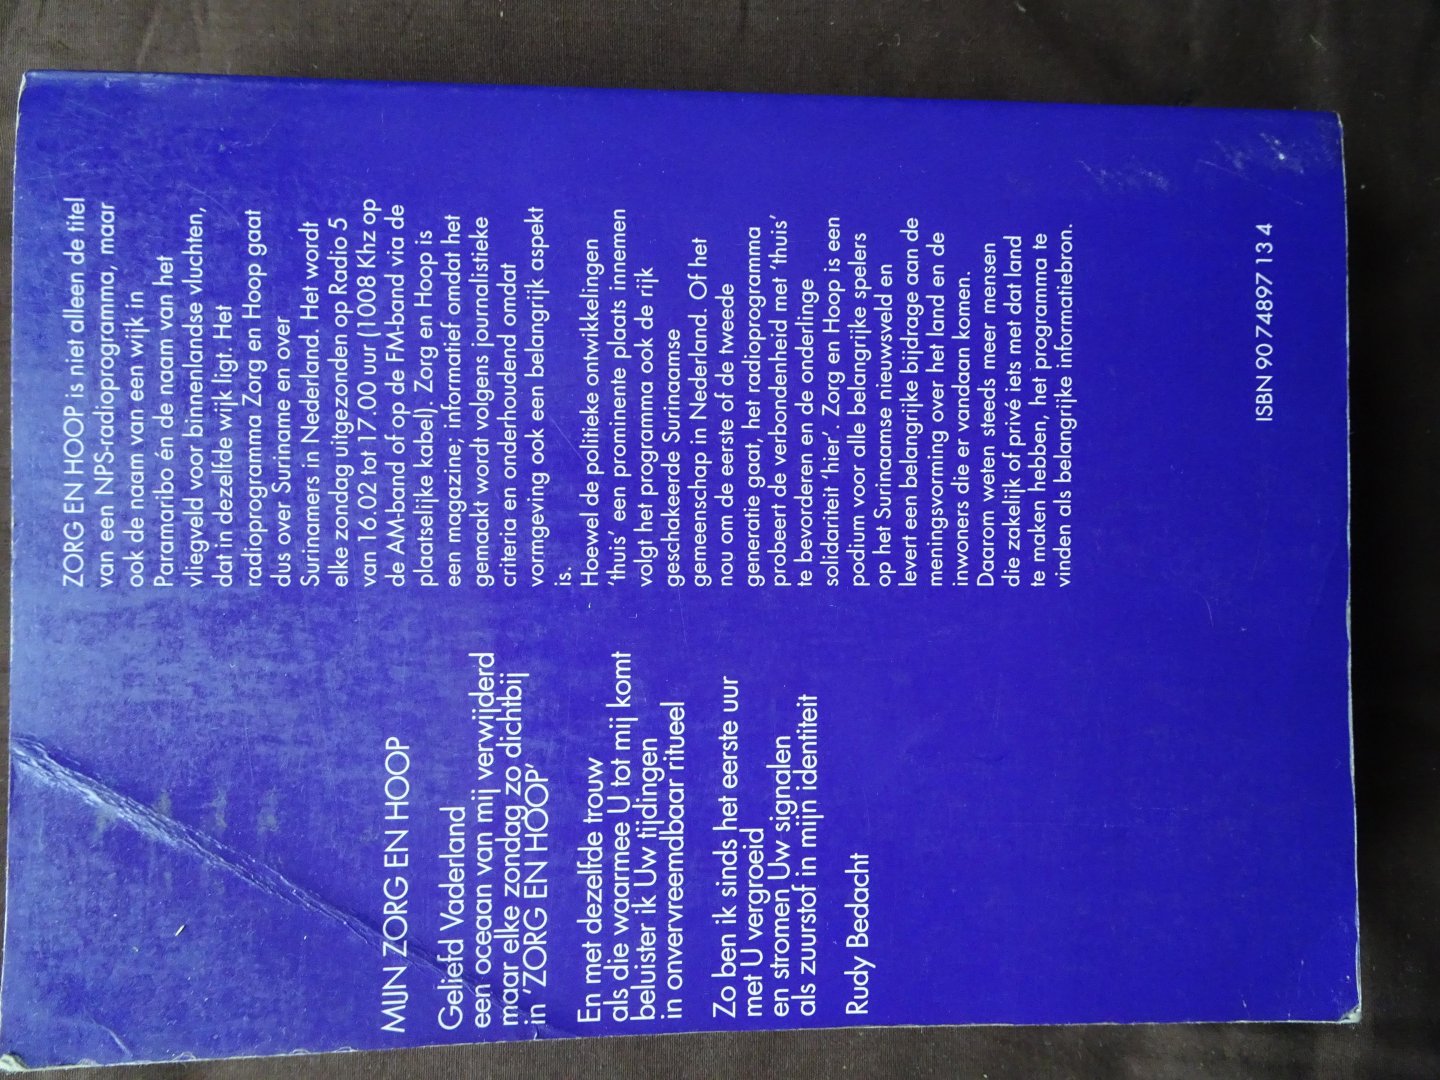 MIJN ZORG EN HOOP
Geliefd Vaderland
een oceaan van mij verwijderd
maar elke zondag zo dichtbij
in 'ZORG EN HOOP'
En met dezelfde trouw
als die waarmee U tot mij komt
beluister ik Uw tijdingen
in onvervreemdbaar ritueel
Zo ben ik sinds het eerste uur
met U vergroeid
en stromen Uw signalen
als zuurstof in mijn identiteit
Rudy Bedacht
ZORG EN HOOP is niet alleen de titel
van een NPS-radioprogramma, maar
ook de naam van een wijk in
Paramaribo én de naam van het
vliegveld voor binnenlandse vluchten,
dat in dezelfde wijk ligt. Het
radioprogramma Zorg en Hoop gaat
dus over Suriname en over
Surinamers in Nederland. Het wordt
elke zondag uitgezonden op Radio 5
van 16.02 tot 17.00 uur (1008 Khz op
de AM-band of op de FM-band via de
plaatselijke kabel). Zorg en Hoop is
een magazine; informatief omdat het
gemaakt wordt volgens journalistieke
criteria en onderhoudend omdat
vormgeving ook een belangrijk aspekt
is.
Hoewel de politieke ontwikkelingen
'thuis' een prominente plaats innemen
volgt het programma ook de rijk
geschakeerde Surinaamse
gemeenschap in Nederland. Of het
nou om de eerste of de tweede
generatie gaat, het radioprogramma
probeert de verbondenheid met 'thuis'
te bevorderen en de onderlinge
solidariteit 'hier'. Zorg en Hoop is een
podium voor alle belangrijke spelers
op het Surinaamse nieuwsveld en
levert een belangrijke bijdrage aan de
meningsvorming over het land en de
inwoners die er vandaan komen.
Daarom weten steeds meer mensen
die zakelijk of privé iets met dat land
te maken hebben, het programma te
vinden als belangrijke informatiebron.
ISBN 90 74897 13 4